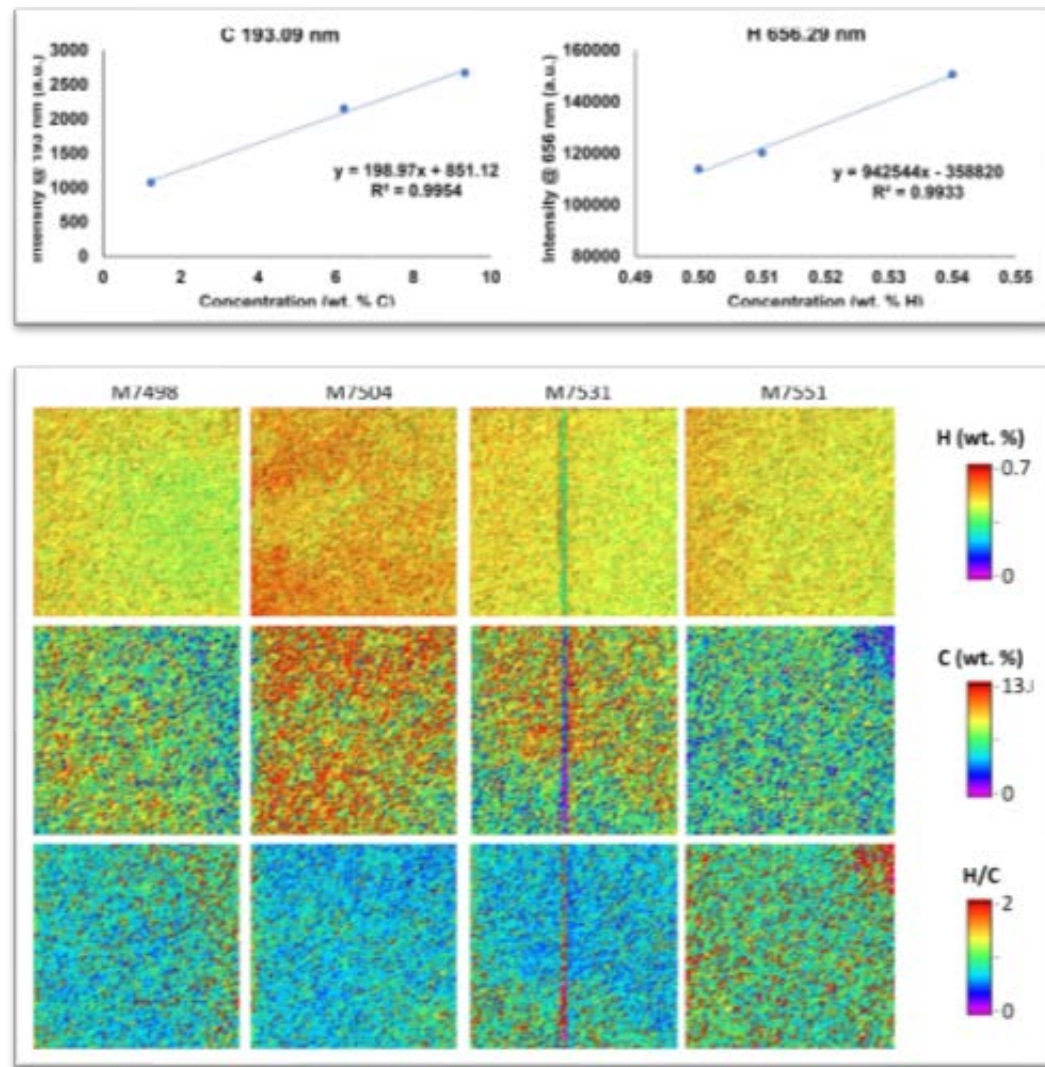 C 193.09 nm
Intensity @ 193 nm (a.u.)
3000
2500
2000
1500
1000
500
0
y = 198.97x + 851.12
R² = 0.9954
0 2 4 6 8 10
Concentration (wt. % C)
H 656.29 nm
Intensity @ 656 nm (a.u.)
160000
140000
120000
100000
80000
y = 942544x - 358820
R² = 0.9933
0.49 0.50 0.51 0.52 0.53 0.54 0.55
Concentration (wt. % H)
M7498 M7504 M7531 M7551
H (wt. %)
0.7
0
C (wt. %)
0
H/C
2
0